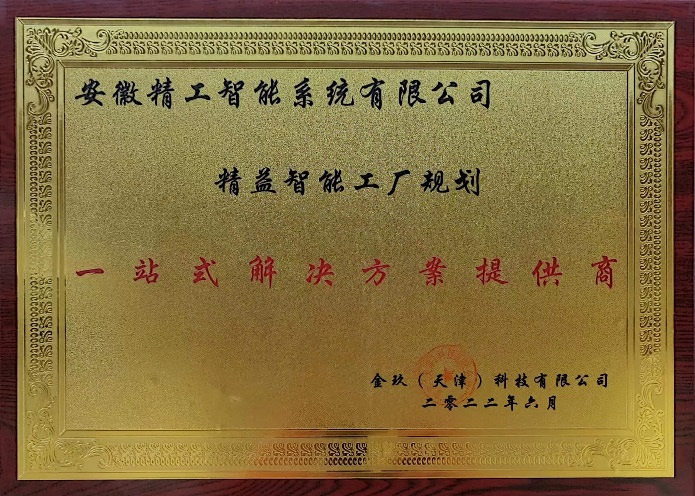 安徽精工智能系统有限公司
精益智能工厂规划
一站式解决方案提供商
金玖（天津）科技有限公司
二零二二年六月